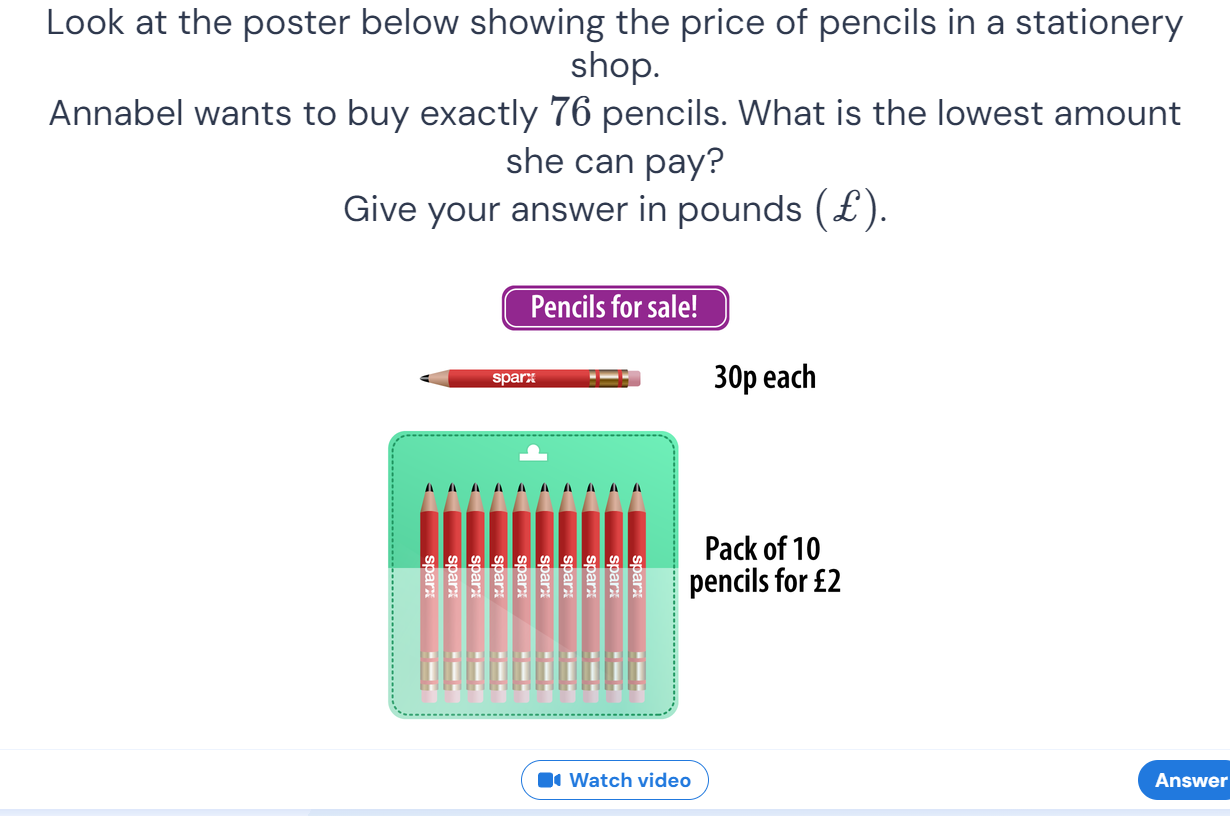 Look at the poster below showing the price of pencils in a stationery
shop.
Annabel wants to buy exactly 76 pencils. What is the lowest amount
she can pay?
Give your answer in pounds (£).
Pencils for sale!
sparx
30p each
sparx sparx sparx sparx sparx sparx sparx sparx sparx sparx
Pack of 10
pencils for £2
Watch video
Answer